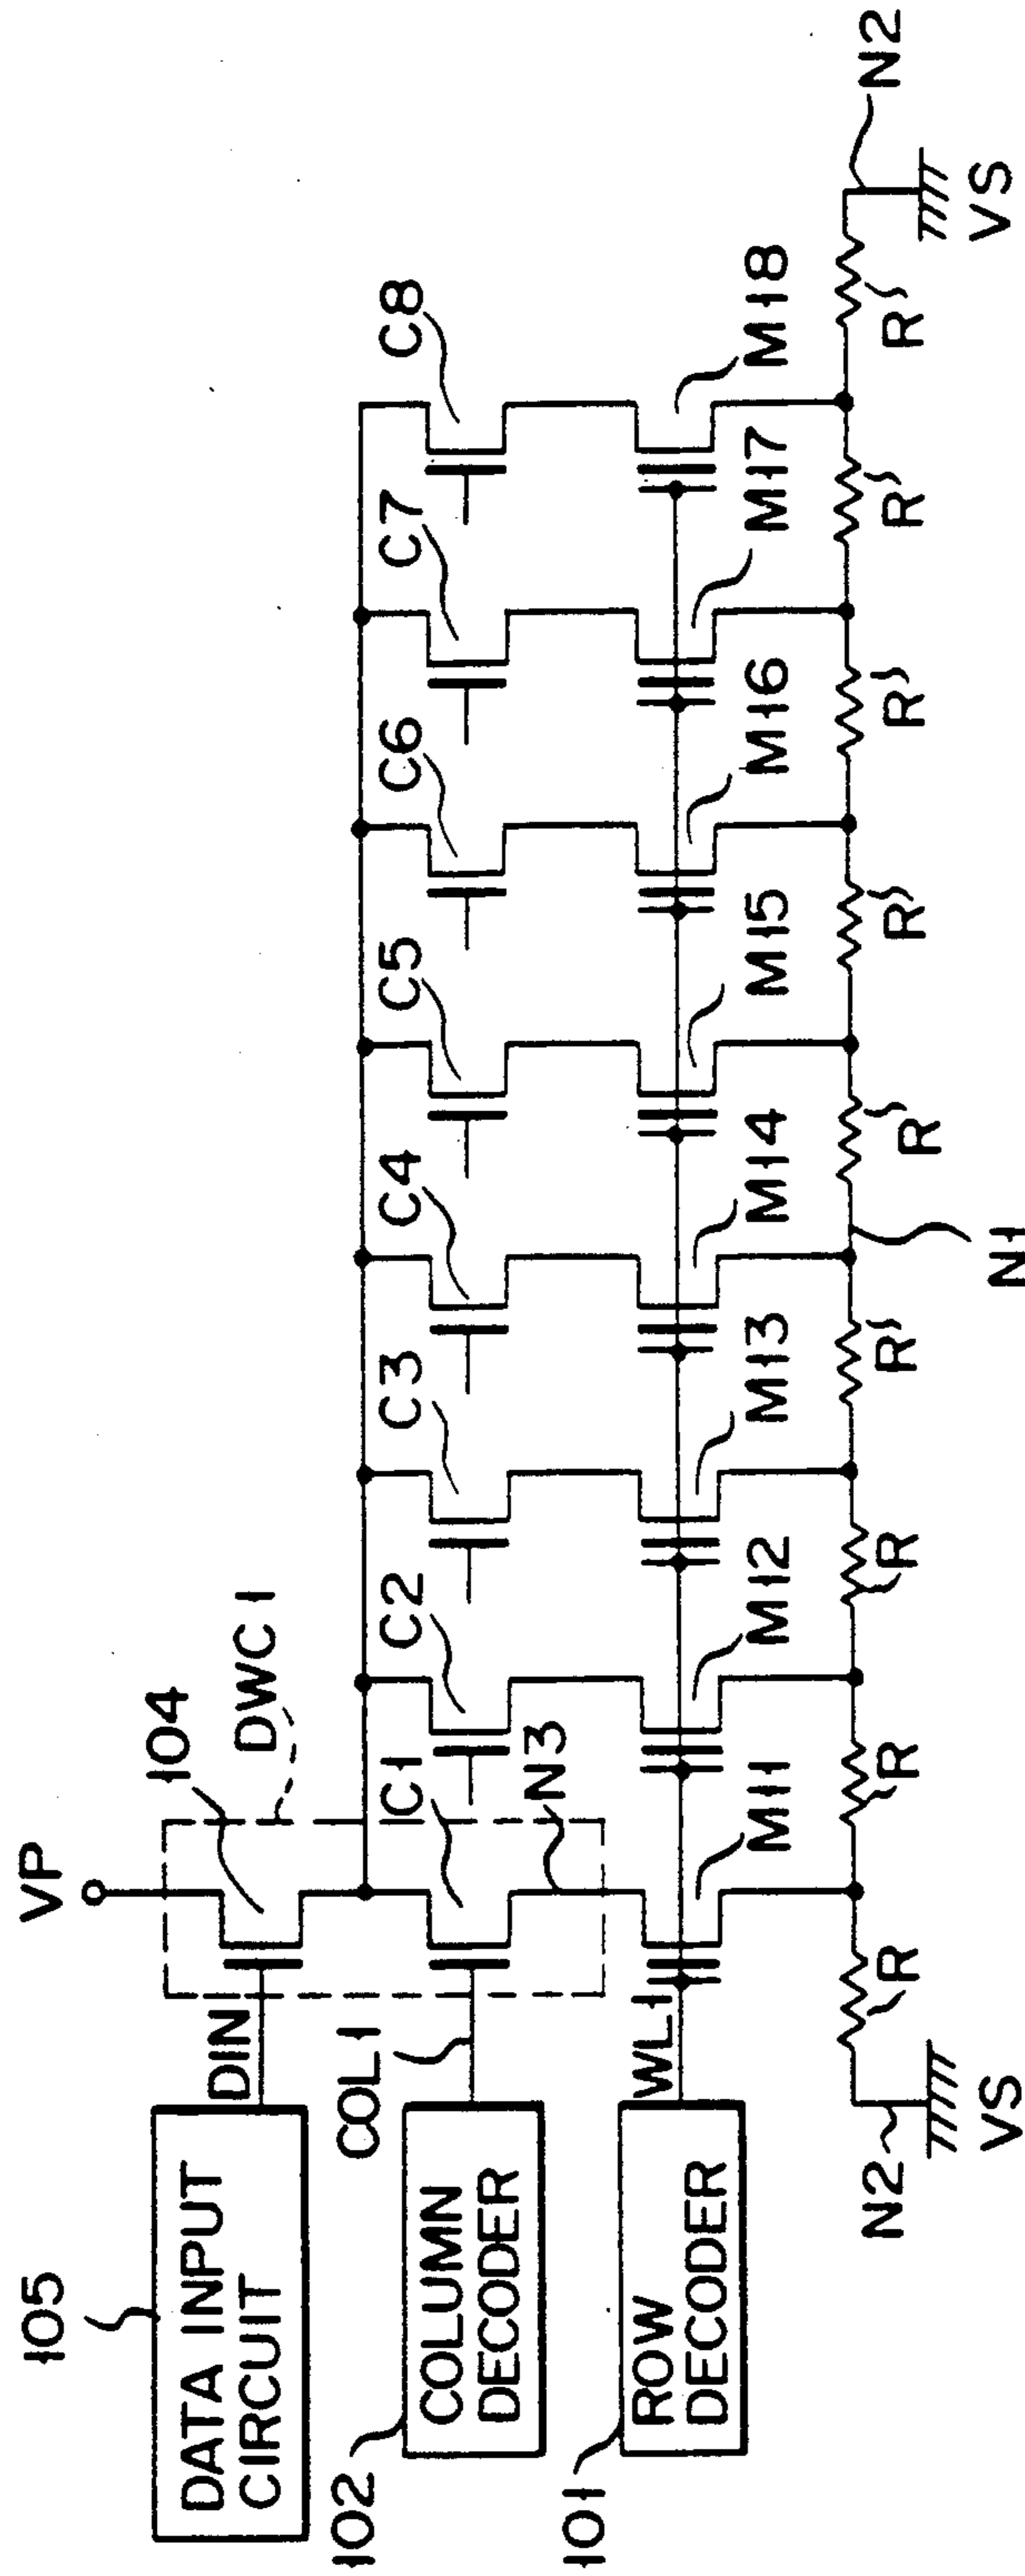 VP
104
DWC1
105
DATA INPUT
CIRCUIT
DIN
C1
C2
C3
C4
C5
C6
C7
C8
COL1
102
COLUMN
DECODER
N3
WL1
101
ROW
DECODER
M11
M12
M13
M14
M15
M16
M17
M18
R
R
R
R
R
R
R
R
R
N2
VS
N1
N2
VS